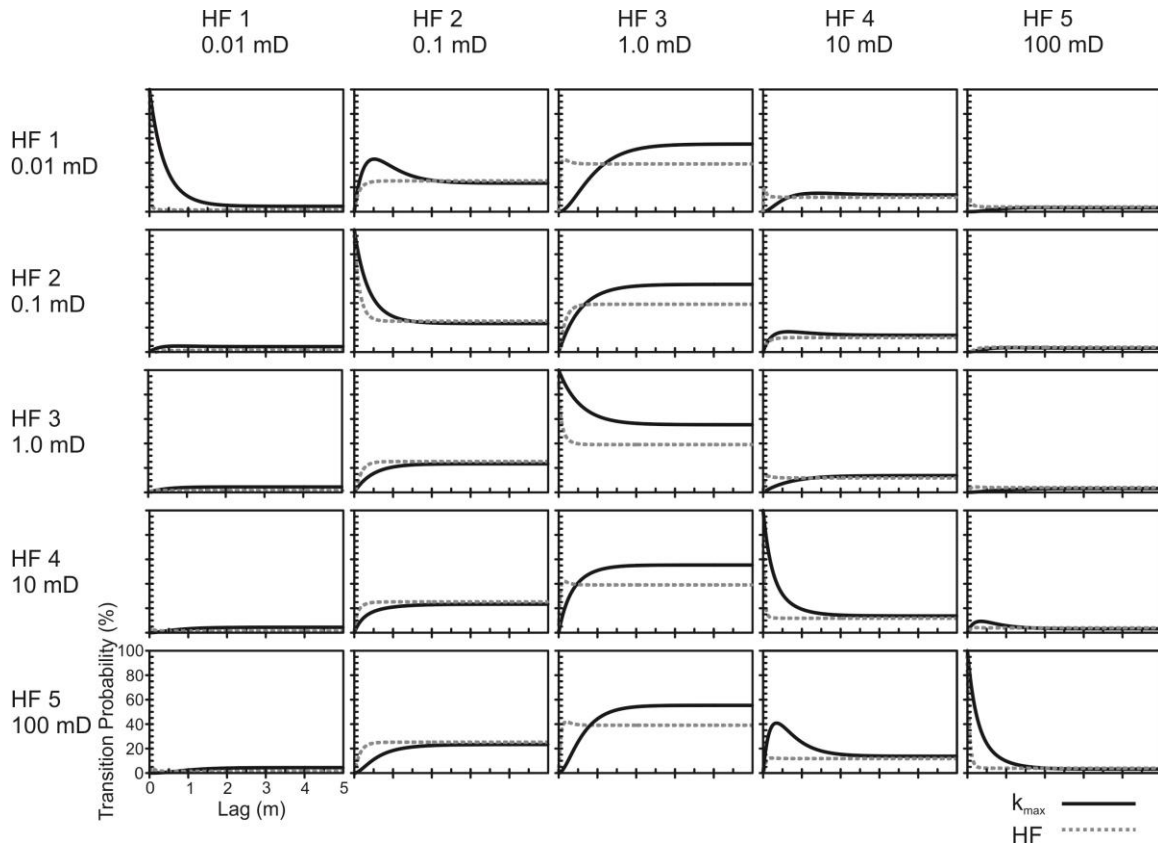 HF 1 HF 2 HF 3 HF 4 HF 5
0.01 mD 0.1 mD 1.0 mD 10 mD 100 mD
HF 1
0.01 mD
HF 2
0.1 mD
HF 3
1.0 mD
HF 4
10 mD
HF 5
100 mD
Transition Probability (%)
100
80
60
40
20
0
0 1 2 3 4 5
Lag (m)
kmax
HF